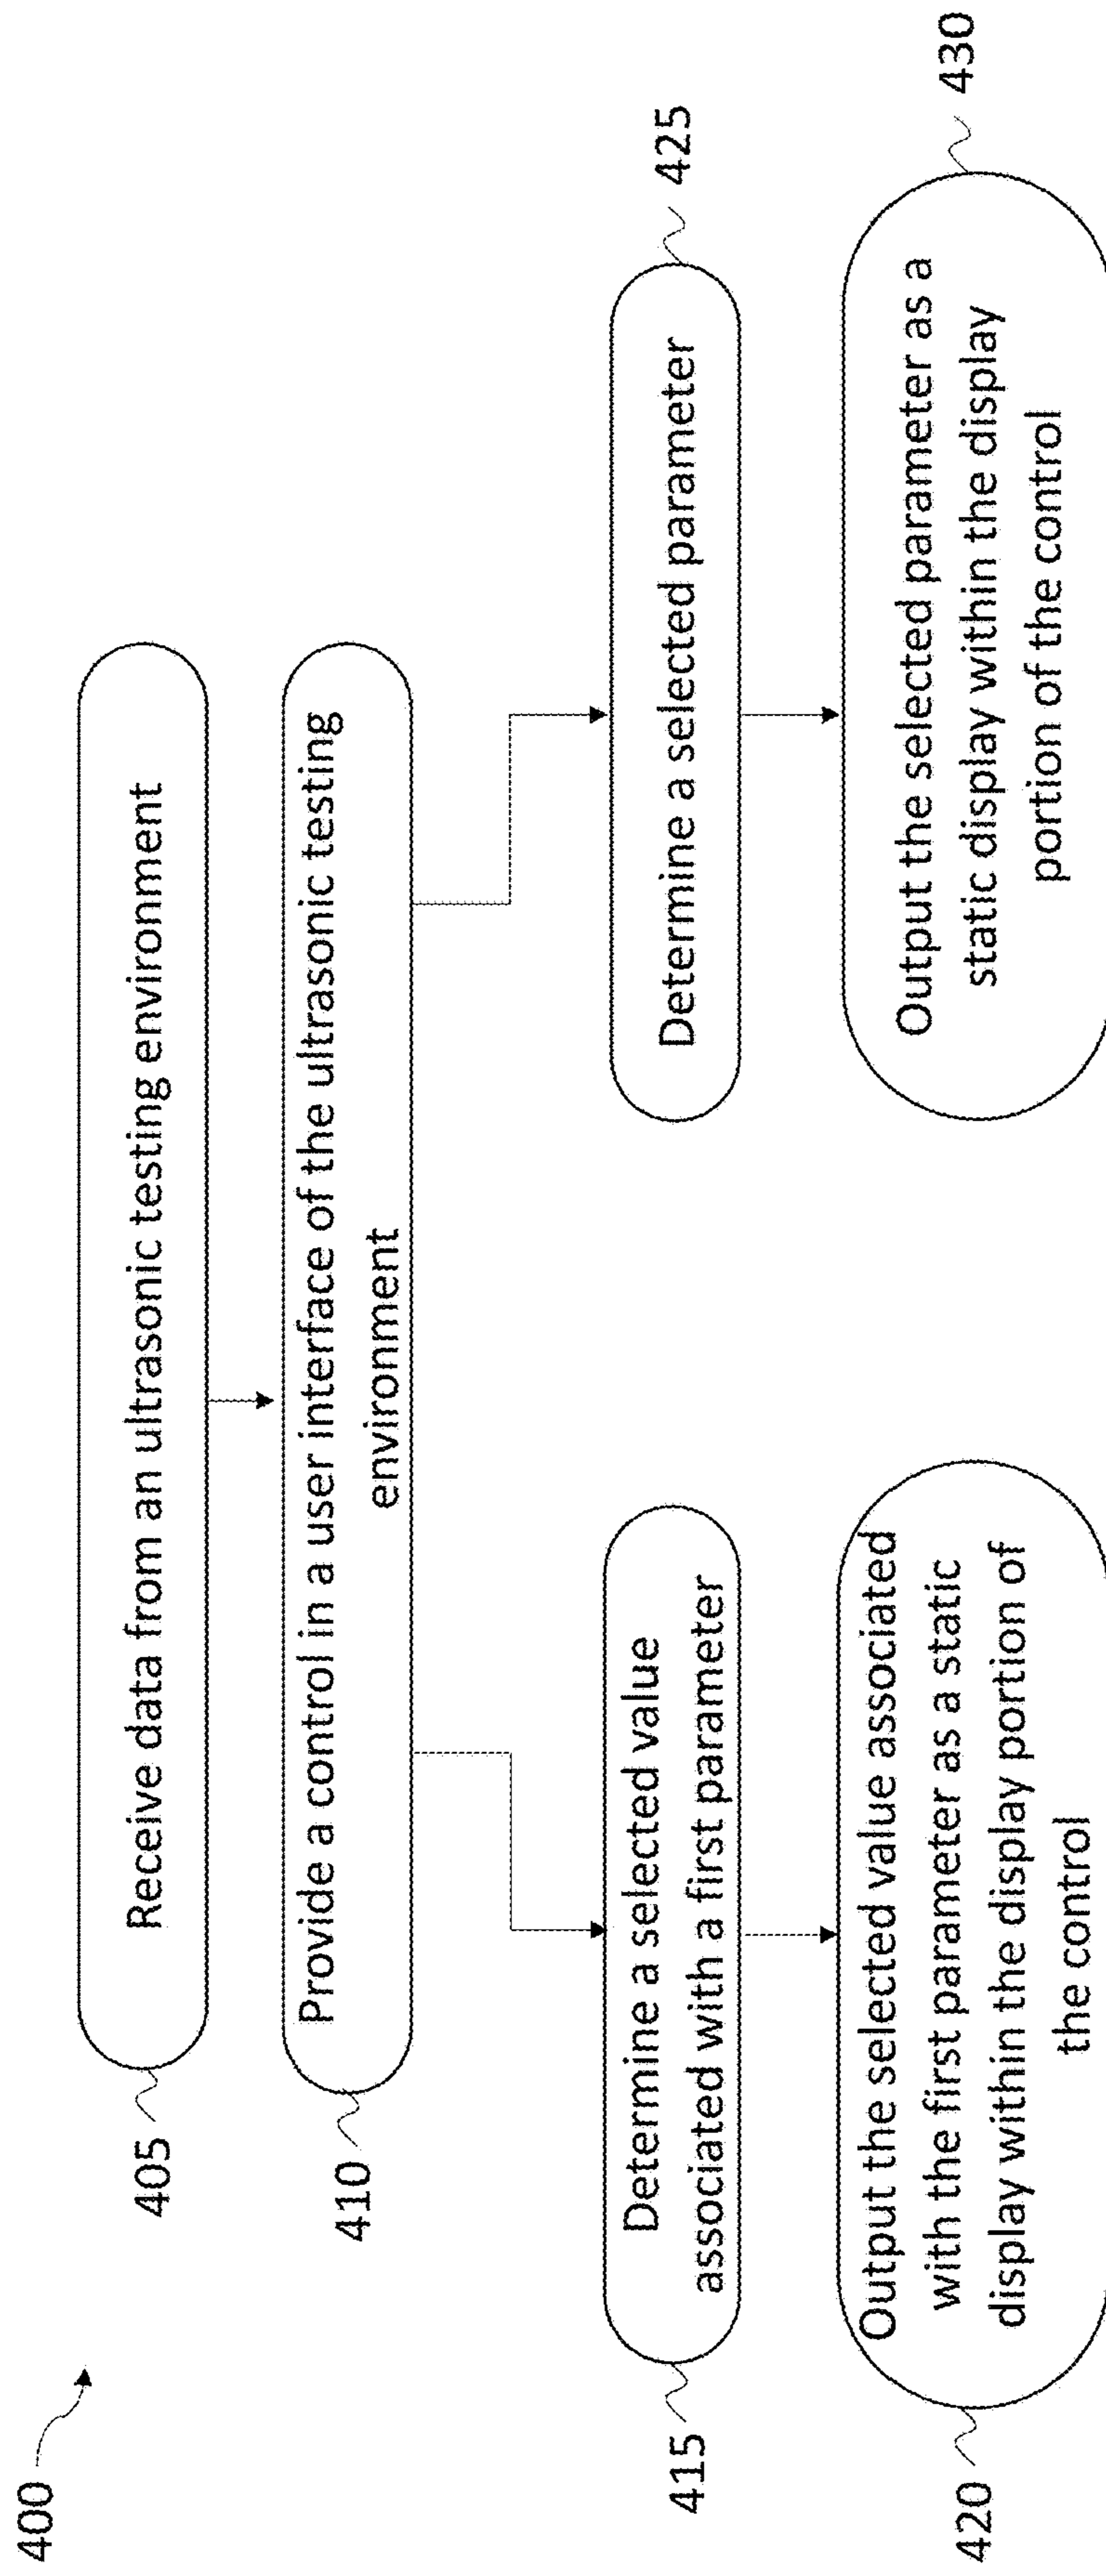 400
405
Receive data from an ultrasonic testing environment
410
Provide a control in a user interface of the ultrasonic testing
environment
415
Determine a selected value
associated with a first parameter
Determine a selected parameter
425
420
Output the selected value associated
with the first parameter as a static
display within the display portion of
the control
Output the selected parameter as a
static display within the display
portion of the control
430